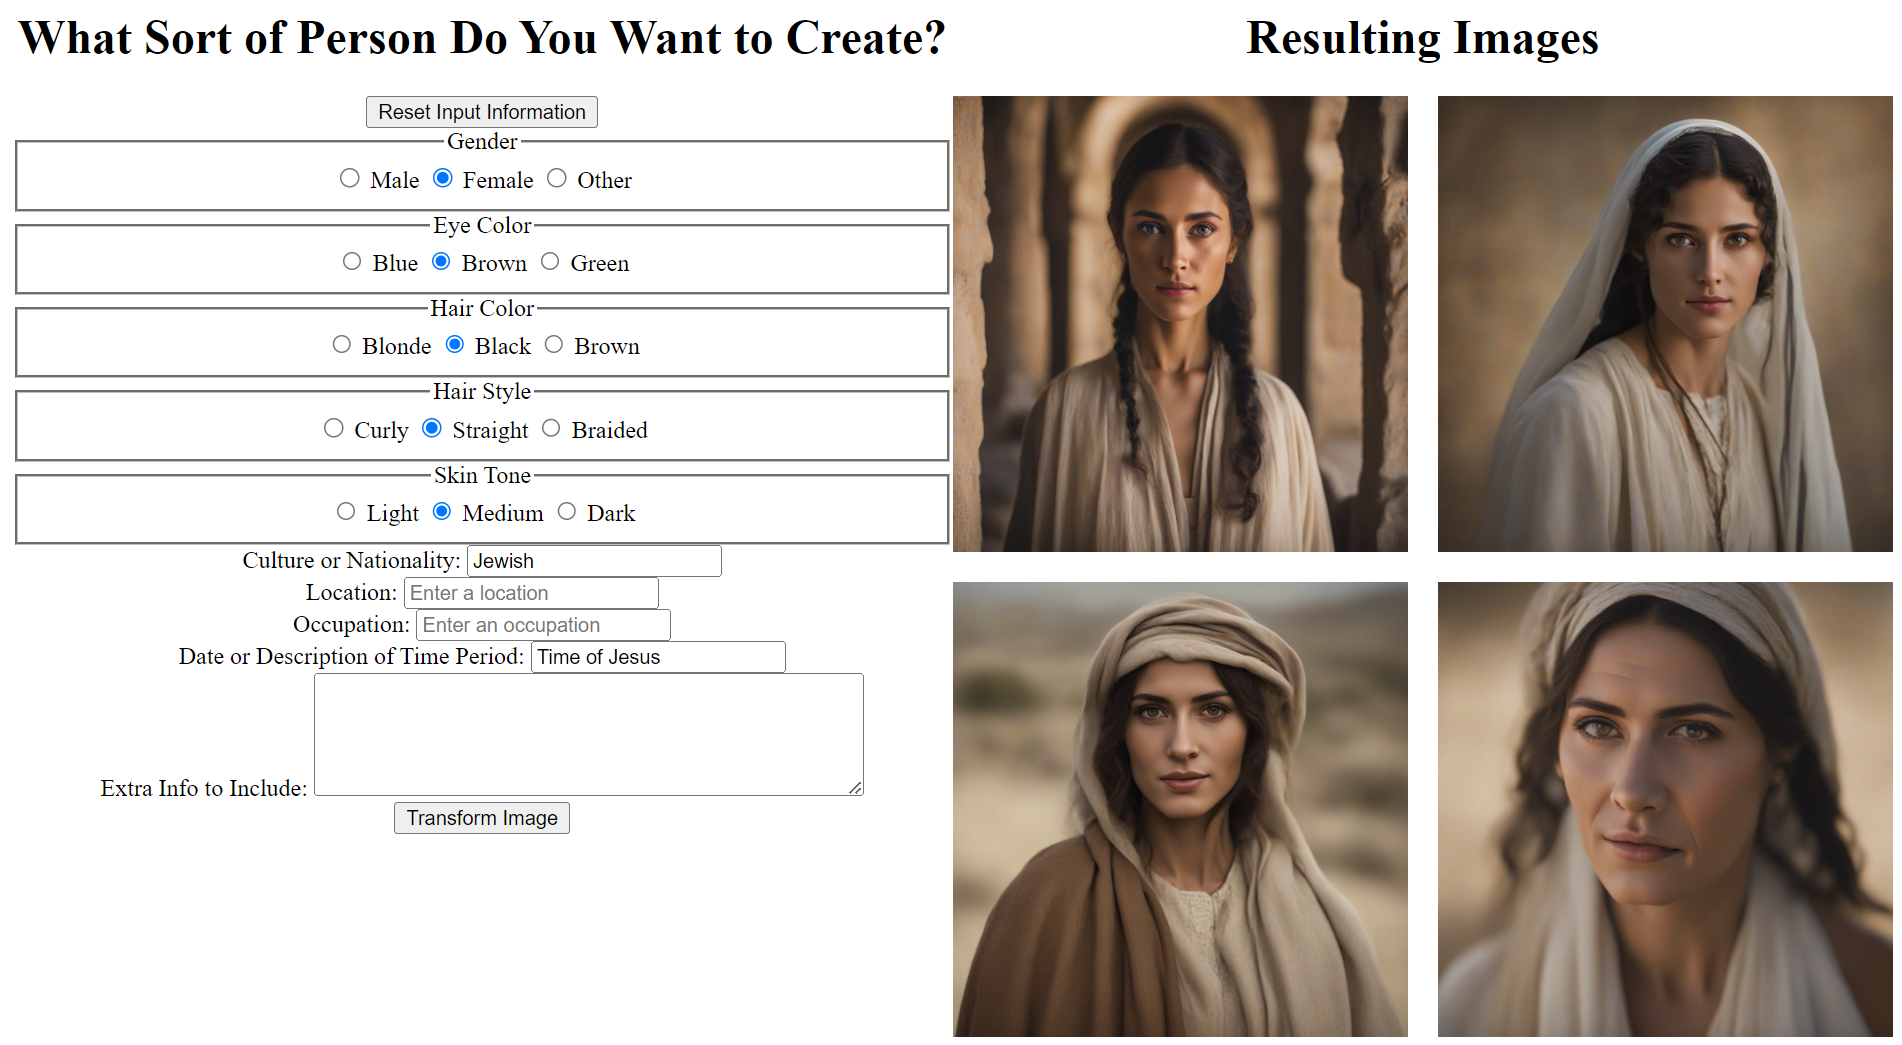 What Sort of Person Do You Want to Create?
Reset Input Information
Gender
Male Female Other
Eye Color
Blue Brown Green
Hair Color
Blonde Black Brown
Hair Style
Curly Straight Braided
Skin Tone
Light Medium Dark
Culture or Nationality: Jewish
Location: Enter a location
Occupation: Enter an occupation
Date or Description of Time Period: Time of Jesus
Extra Info to Include:
Transform Image
Resulting Images